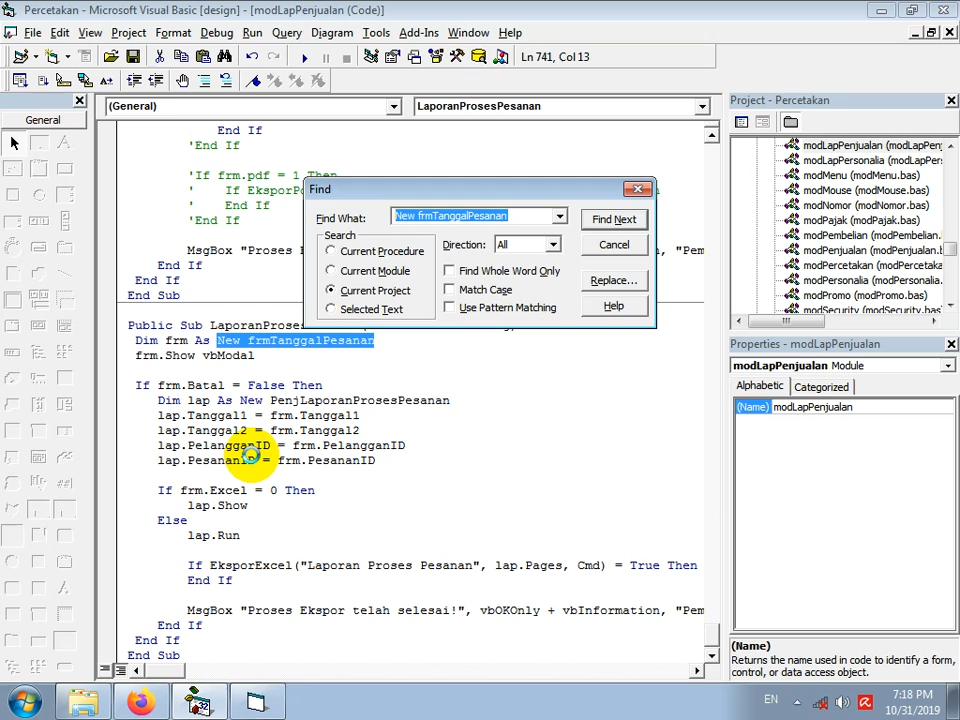 Percetakan - Microsoft Visual Basic [design] - [modLapPenjualan (Code)]
File Edit View Project Format Debug Run Query Diagram Tools Add-Ins Window Help
Ln 741, Col 13
General
(General)
LaporanProsesPesanan
End If
'End If
'If frm.pdf = 1 Then
' If EksporPo
' End If
'End If
MsgBox "Proses E
"Pem
End If
End If
End Sub
Public Sub LaporanProses
Dim frm As New frmTanggalPesanan
frm.Show vbModal
If frm.Batal = False Then
Dim lap As New PenjLaporanProsesPesanan
lap.Tanggal1 = frm.Tanggal1
lap.Tanggal2 = frm.Tanggal2
lap.PelangganID = frm.PelangganID
lap.PesananID = frm.PesananID
If frm.Excel = 0 Then
lap.Show
Else
lap.Run
If EksporExcel("Laporan Proses Pesanan", lap.Pages, Cmd) = True Then
End If
MsgBox "Proses Ekspor telah selesai!", vbOKOnly + vbInformation, "Pem
End If
End If
End Sub
Find
Find What: New frmTanggalPesanan
Find Next
Search
Current Procedure
Current Module
Current Project
Selected Text
Direction: All
Find Whole Word Only
Match Case
Use Pattern Matching
Cancel
Replace...
Help
Project - Percetakan
modLapPenjualan (modLapPenj
modLapPersonalia (modLapPers
modMenu (modMenu.bas)
modMouse (modMouse.bas)
modNomor (modNomor.bas)
modPajak (modPajak.bas)
modPembelian (modPembelian.
modPenjualan (modPenjualan.b
modPercetakan (modPercetaka
modPersonalia (modPersonalia.
modPromo (modPromo.bas)
modSecurity (modSecurity.bas)
Properties - modLapPenjualan
modLapPenjualan Module
Alphabetic Categorized
(Name) modLapPenjualan
(Name)
Returns the name used in code to identify a form, control, or data access object.
EN
7:18 PM
10/31/2019